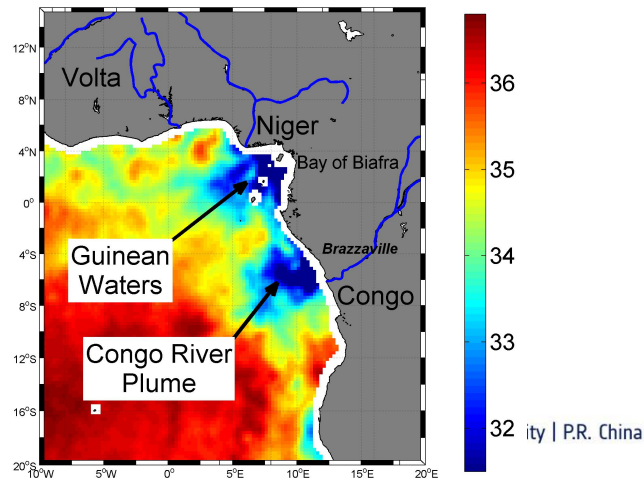 12°N
8°N
4°N
0°
4°S
8°S
12°S
16°S
20°S
10°W
5°W
0°
5°E
10°E
15°E
20°E
Volta
Niger
Bay of Biafra
Guinean
Waters
Brazzaville
Congo
Congo River
Plume
36
35
34
33
32
ity | P.R. China